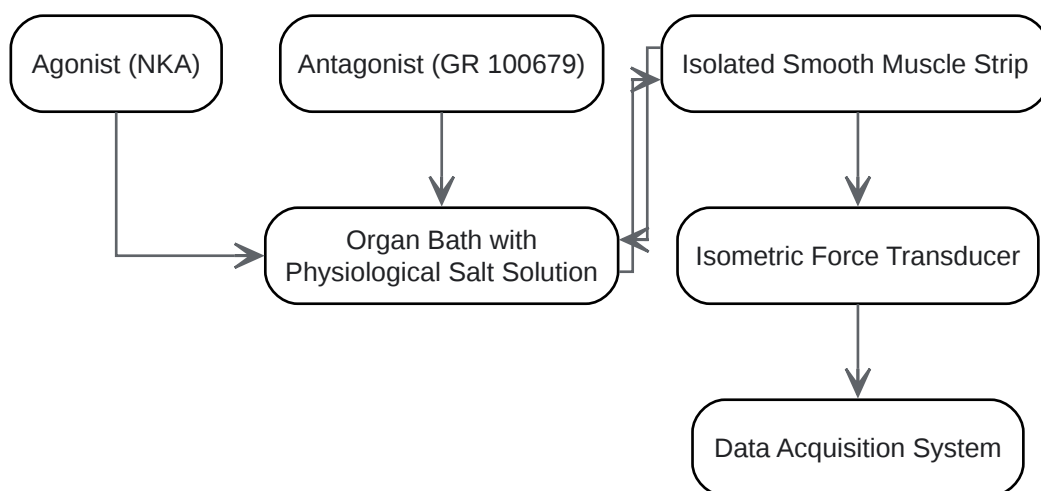 Agonist (NKA)
Antagonist (GR 100679)
Isolated Smooth Muscle Strip
Organ Bath with
Physiological Salt Solution
Isometric Force Transducer
Data Acquisition System